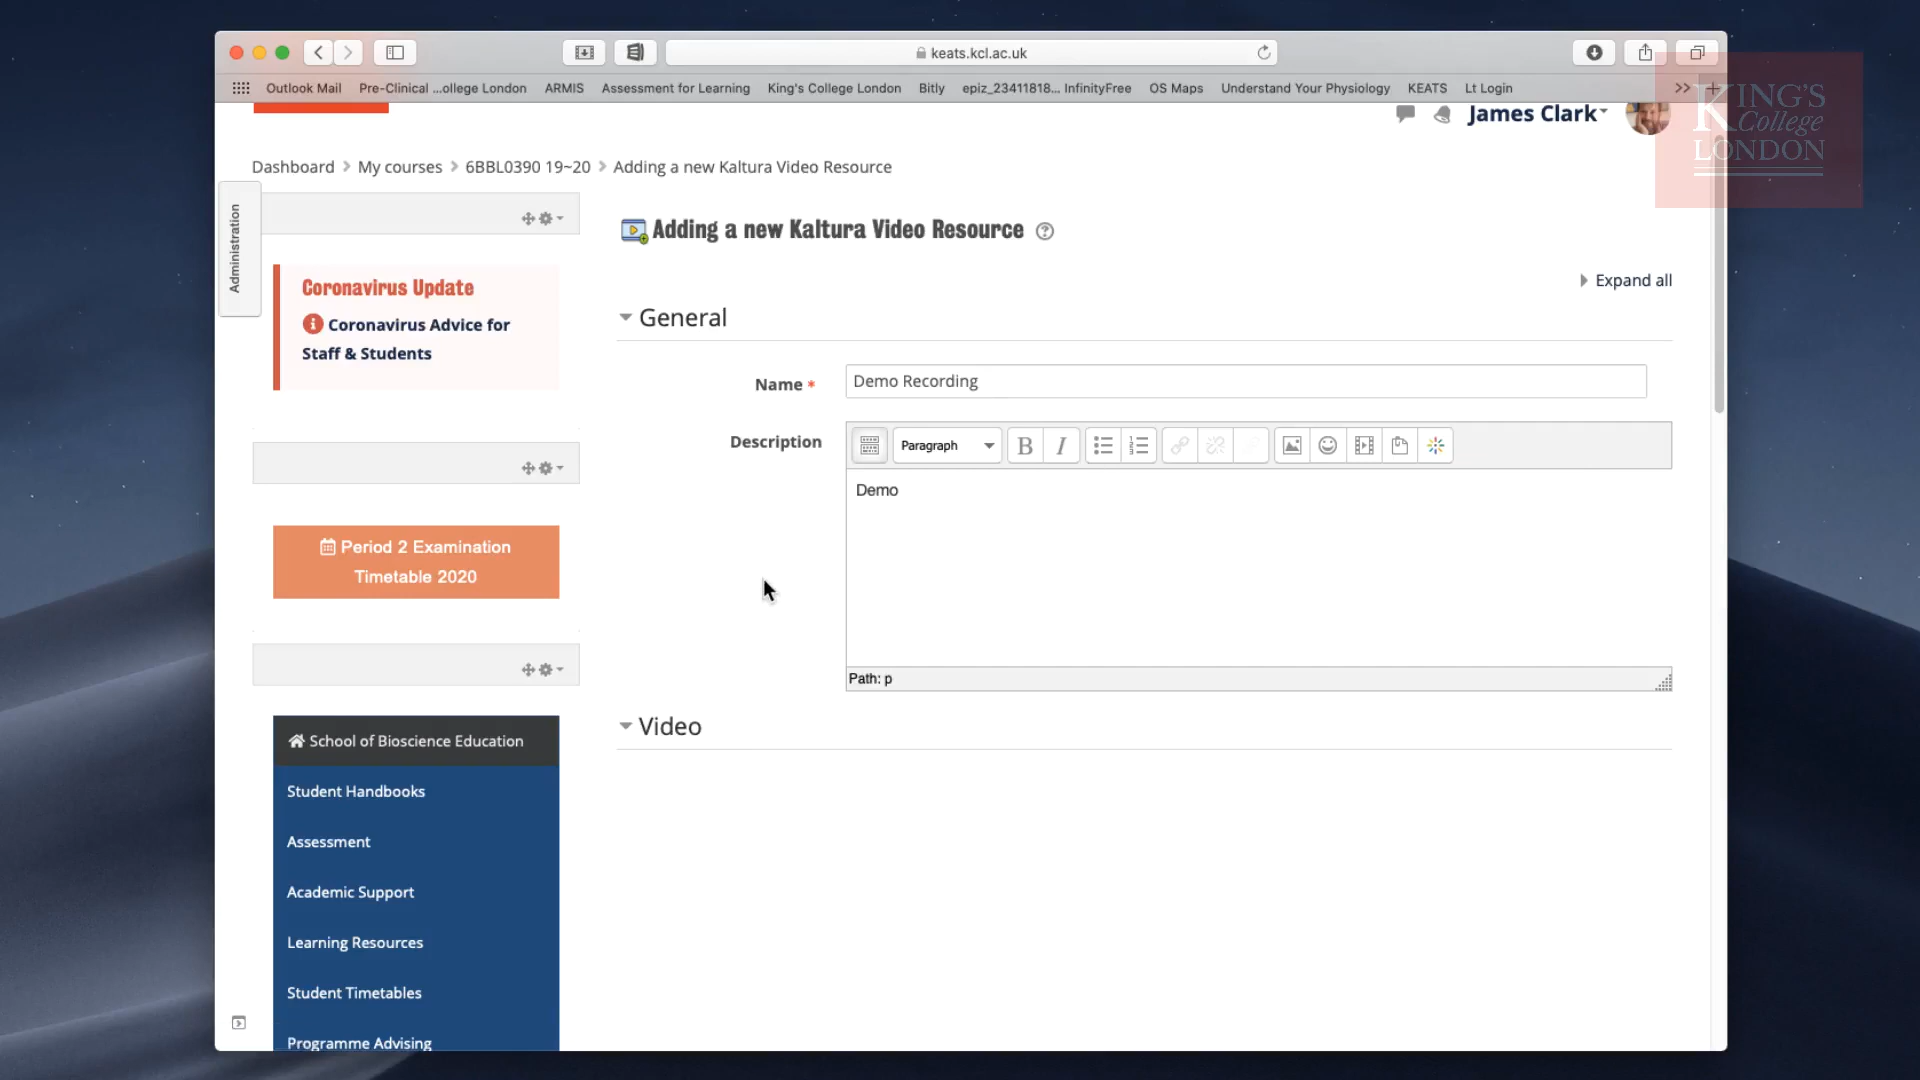 keats.kcl.ac.uk
Outlook Mail
Pre-Clinical ...ollege London
ARMIS
Assessment for Learning
King's College London
Bitly
epiz_23411818... InfinityFree
OS Maps
Understand Your Physiology
KEATS
Lt Login
>>
James Clark
KING'S
College
LONDON
Dashboard > My courses > 6BBL0390 19~20 > Adding a new Kaltura Video Resource
Administration
Adding a new Kaltura Video Resource
Expand all
Coronavirus Update
Coronavirus Advice for
Staff & Students
General
Name *
Demo Recording
Description
Paragraph
B
I
Demo
Path: p
Period 2 Examination
Timetable 2020
Video
School of Bioscience Education
Student Handbooks
Assessment
Academic Support
Learning Resources
Student Timetables
Programme Advising